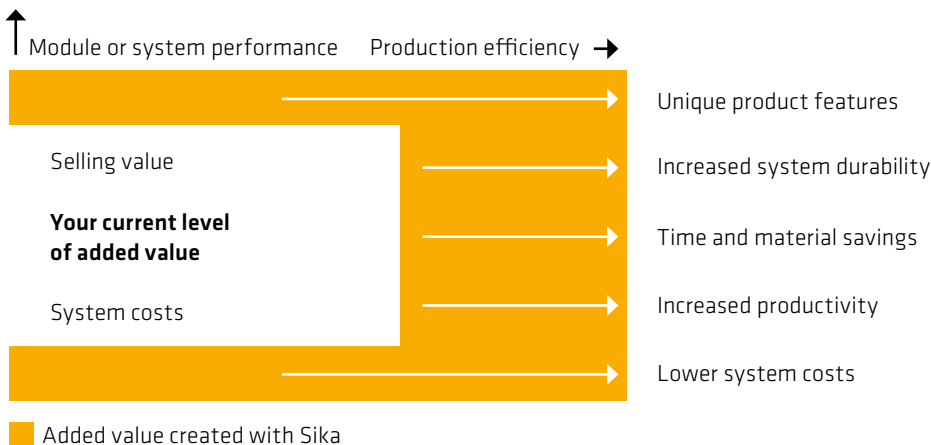 Module or system performance
Production efficiency
Unique product features
Selling value
Increased system durability
Your current level
of added value
Time and material savings
System costs
Increased productivity
Lower system costs
Added value created with Sika